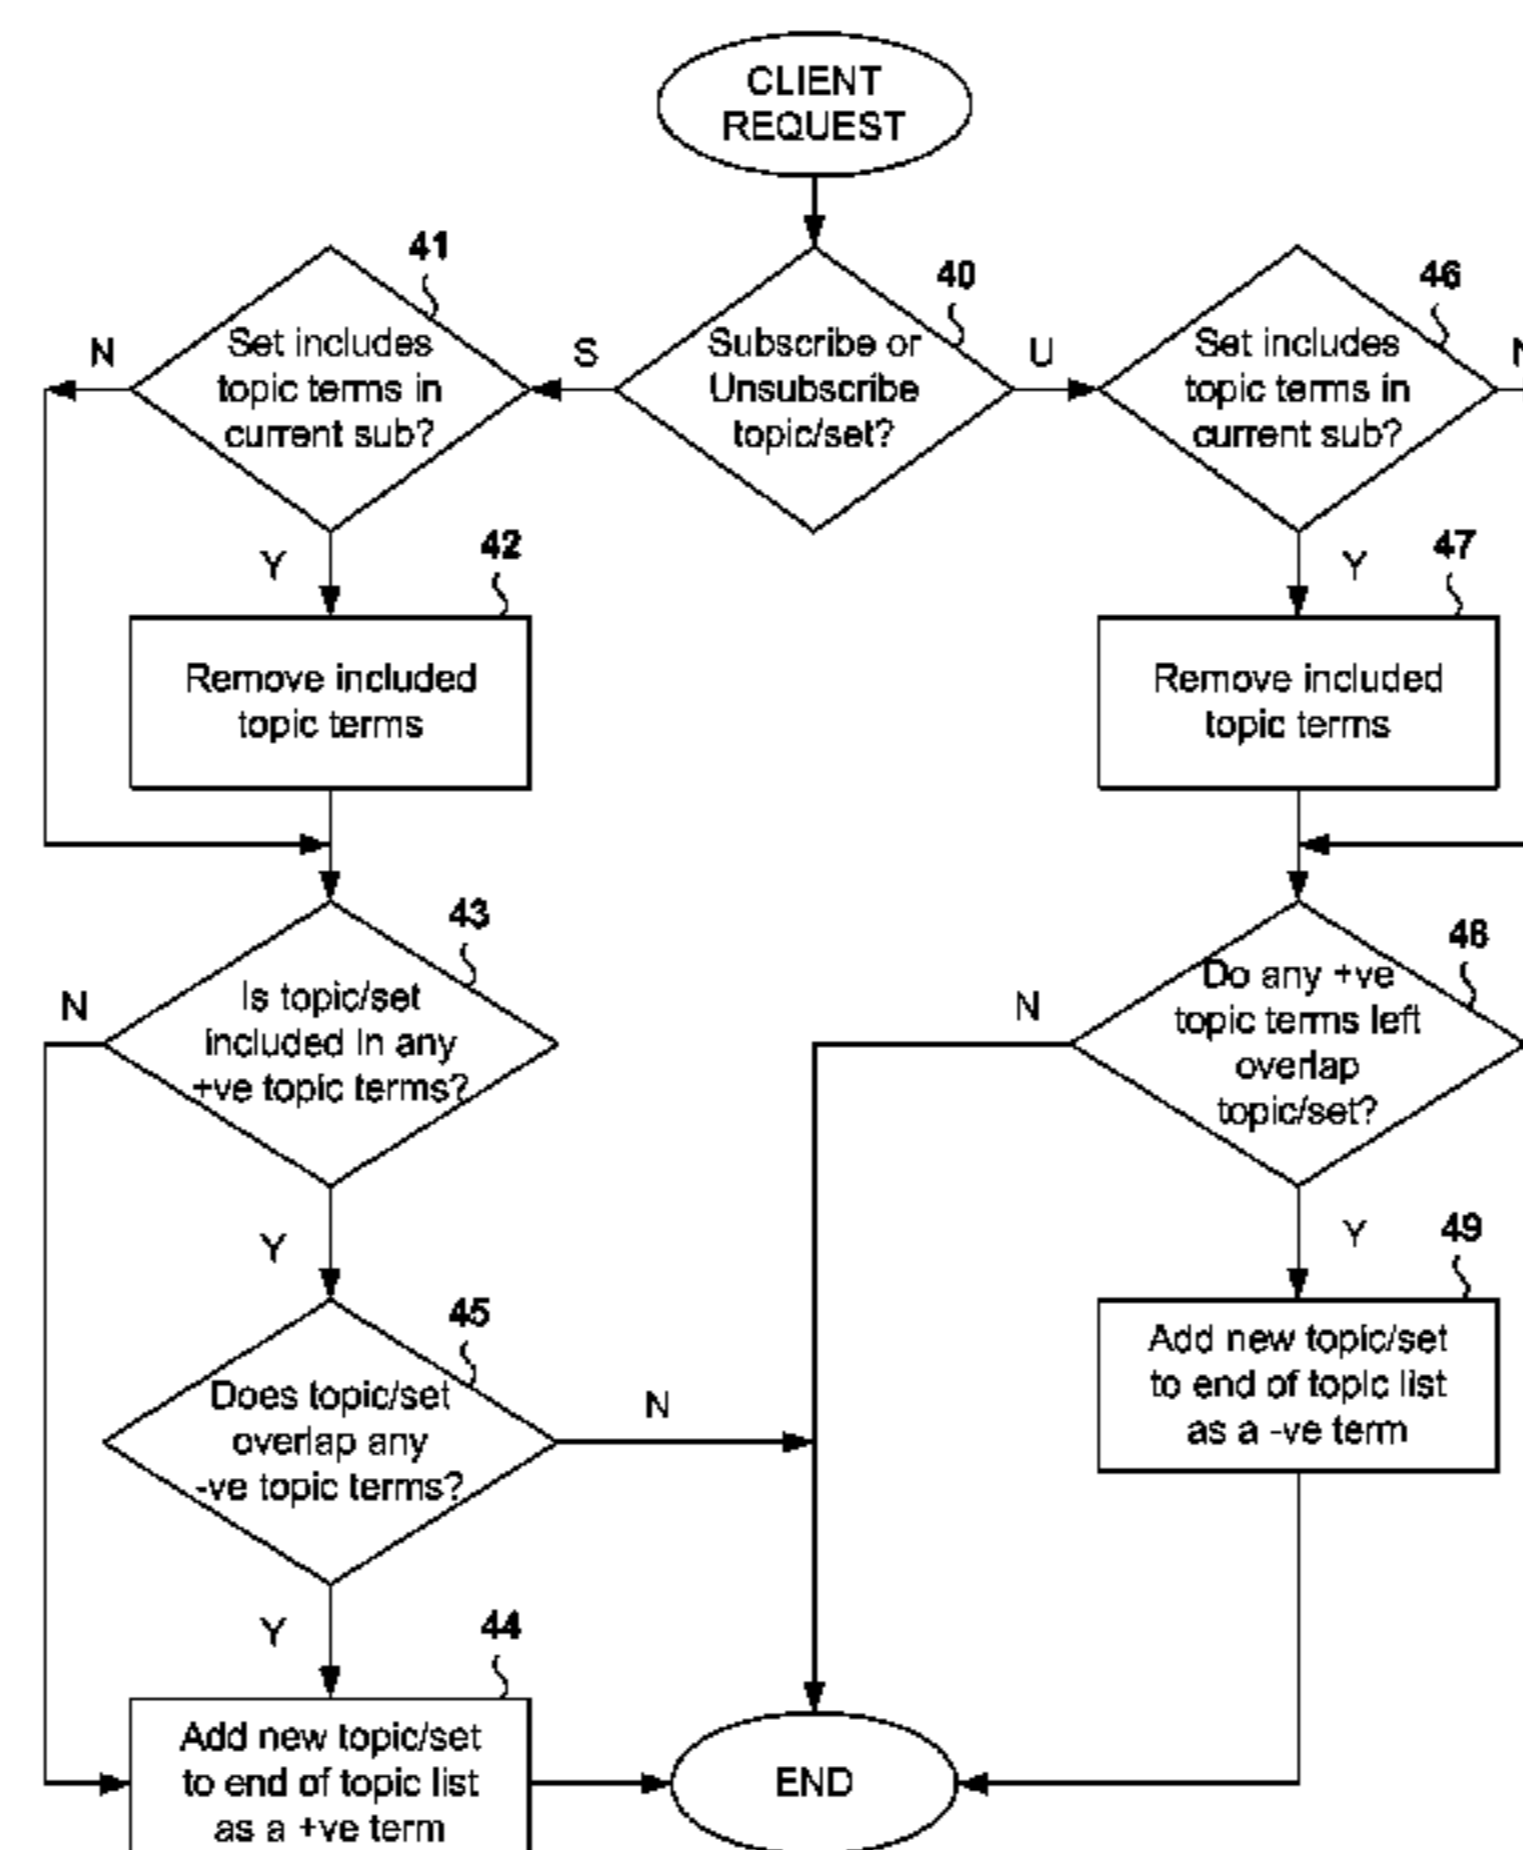 CLIENT
REQUEST
40
Subscribe or
Unsubscribe
topic/set?
S
U
41
Set includes
topic terms in
current sub?
N
Y
42
Remove included
topic terms
43
Is topic/set
included in any
+ve topic terms?
N
Y
45
Does topic/set
overlap any
-ve topic terms?
N
Y
44
Add new topic/set
to end of topic list
as a +ve term
46
Set includes
topic terms in
current sub?
Y
47
Remove included
topic terms
48
Do any +ve
topic terms left
overlap
topic/set?
N
Y
49
Add new topic/set
to end of topic list
as a -ve term
END